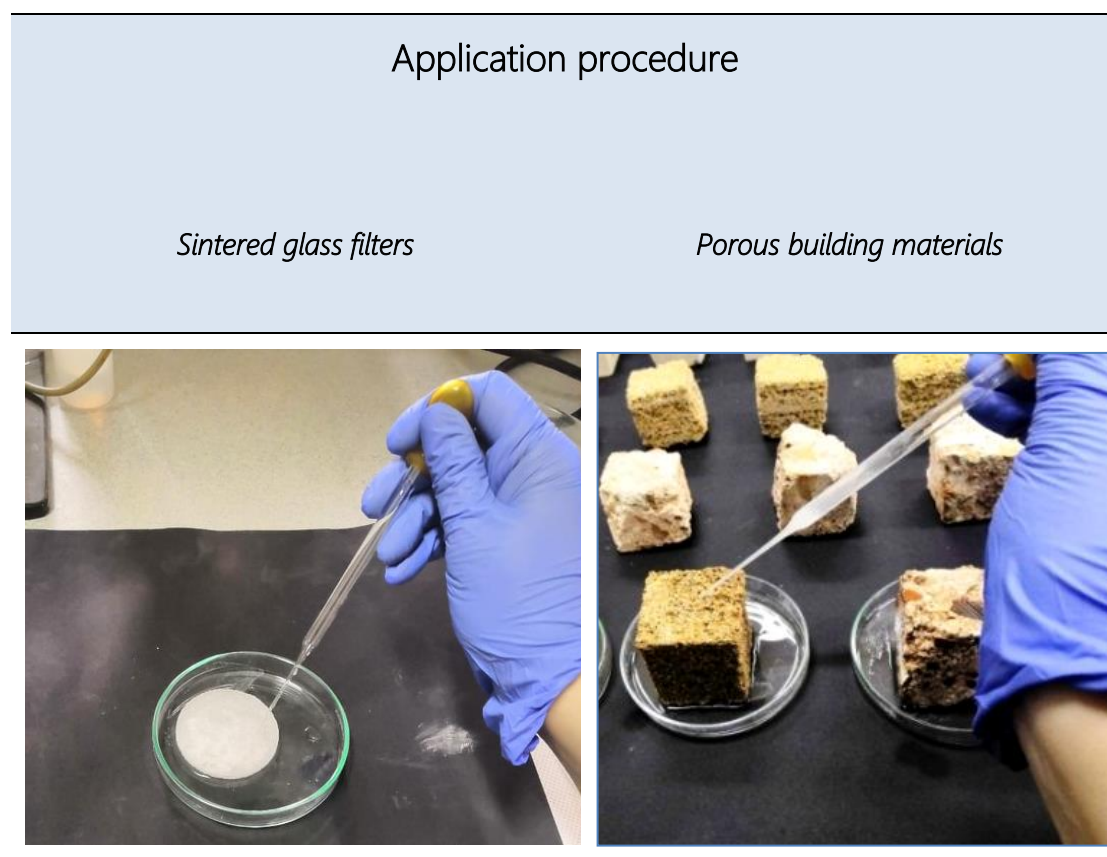 Application procedure
Sintered glass filters
Porous building materials